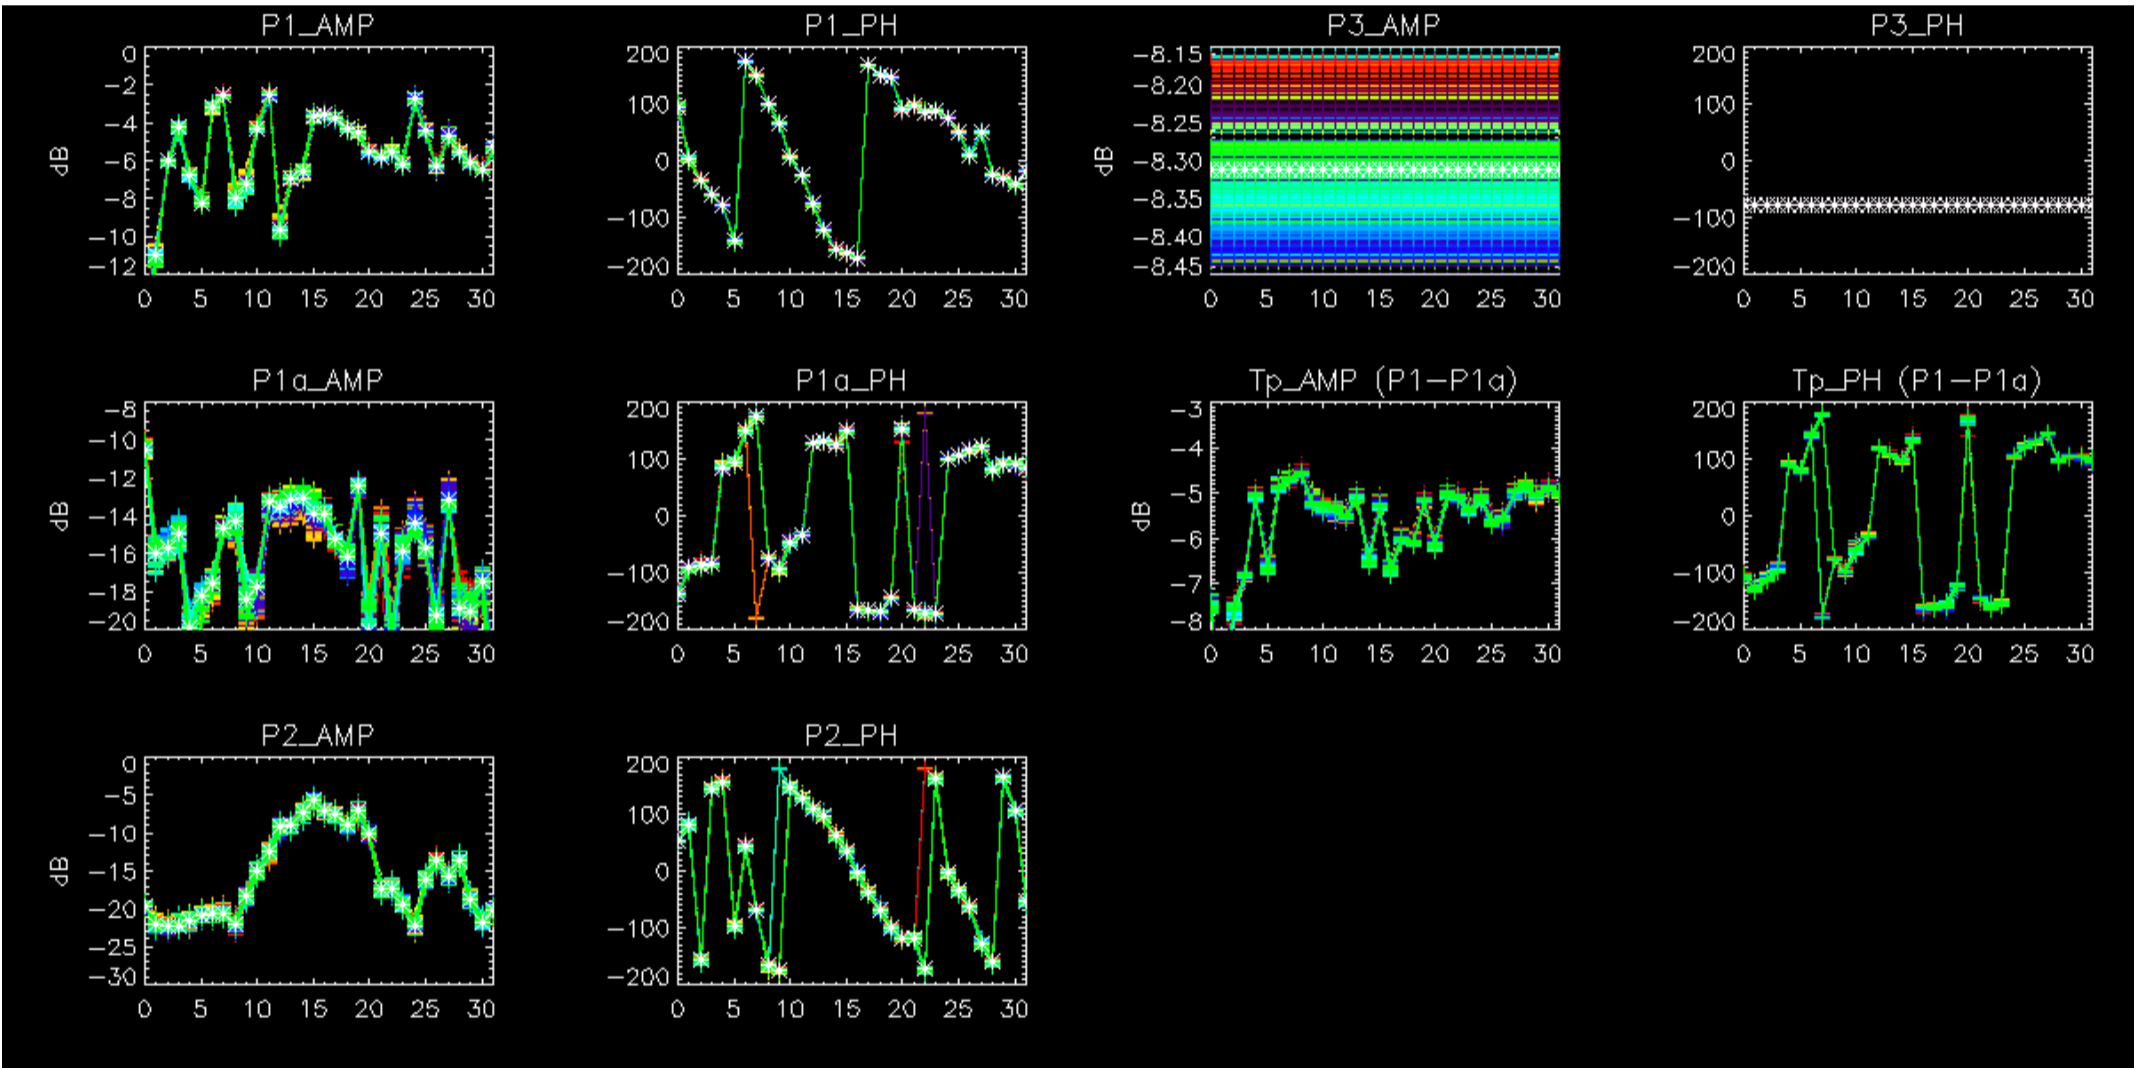 P1_AMP
P1_PH
P3_AMP
P3_PH
0
-2
-4
-6
-8
-10
-12
dB
0 5 10 15 20 25 30
200
100
0
-100
-200
0 5 10 15 20 25 30
-8.15
-8.20
-8.25
-8.30
-8.35
-8.40
-8.45
dB
0 5 10 15 20 25 30
200
100
0
-100
-200
0 5 10 15 20 25 30
P1a_AMP
P1a_PH
Tp_AMP (P1-P1a)
Tp_PH (P1-P1a)
-8
-10
-12
-14
-16
-18
-20
dB
0 5 10 15 20 25 30
200
100
0
-100
-200
0 5 10 15 20 25 30
-3
-4
-5
-6
-7
-8
dB
0 5 10 15 20 25 30
200
100
0
-100
-200
0 5 10 15 20 25 30
P2_AMP
P2_PH
0
-5
-10
-15
-20
-25
-30
dB
0 5 10 15 20 25 30
200
100
0
-100
-200
0 5 10 15 20 25 30